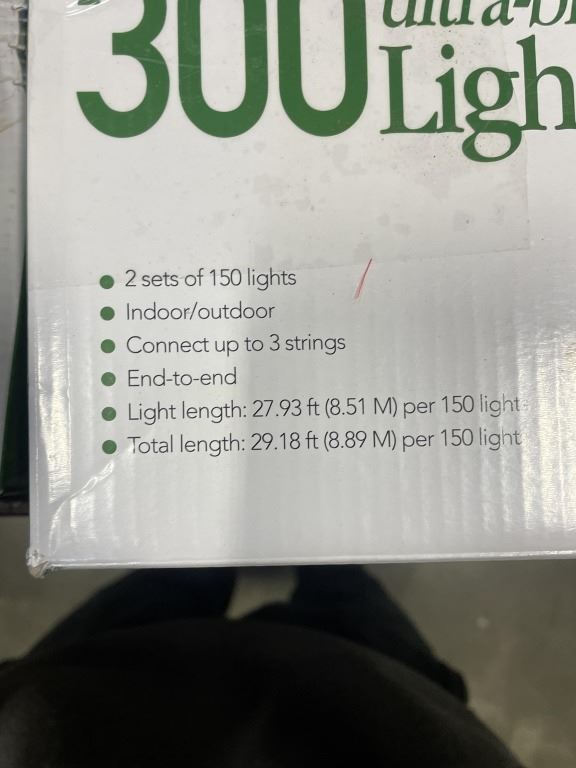 300
Ligh
• 2 sets of 150 lights
• Indoor/outdoor
• Connect up to 3 strings
• End-to-end
• Light length: 27.93 ft (8.51 M) per 150 light
• Total length: 29.18 ft (8.89 M) per 150 light